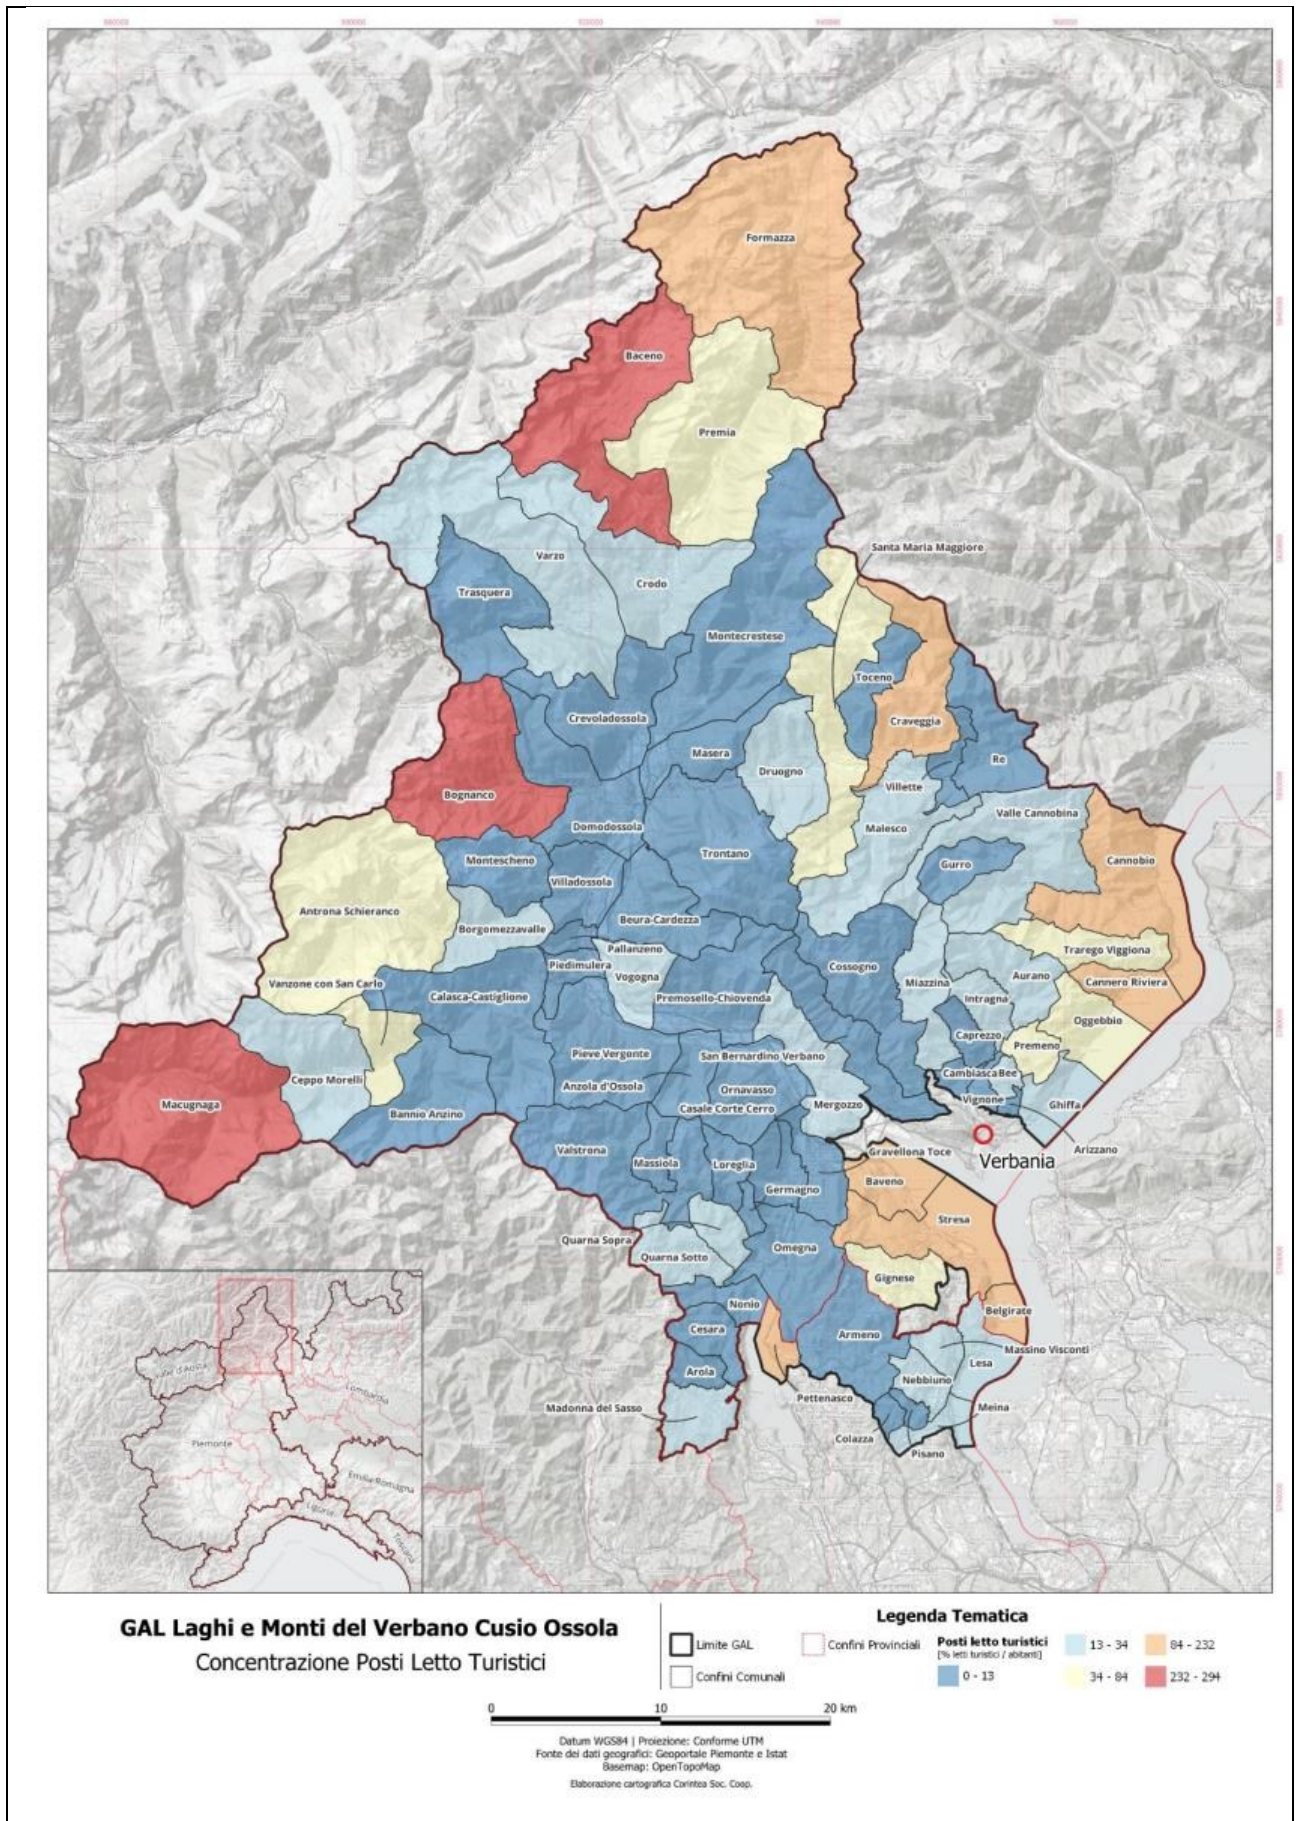 Formazza
Baceno
Premia
Santa Maria Maggiore
Varzo
Crodo
Trasquera
Montecrestese
Toceno
Crevoladossola
Craveggia
Masera
Re
Druogno
Villette
Bognanco
Valle Cannobina
Domodossola
Malesco
Trontano
Montescheno
Gurro
Cannobio
Villadossola
Antrona Schieranco
Beura-Cardezza
Borgomezzavalle
Pallanzeno
Trarego Viggiona
Piedimulera
Cossogno
Vogogna
Aurano
Vanzone con San Carlo
Miazzina
Cannero Riviera
Calasca-Castiglione
Premosello-Chiovenda
Intragna
Oggebbio
Caprezzo
Premeno
Pieve Vergonte
San Bernardino Verbano
Cambiasca
Bee
Ceppo Morelli
Anzola d'Ossola
Ornavasso
Vignone
Macugnaga
Casale Corte Cerro
Mergozzo
Ghiffa
Bannio Anzino
Valstrona
Gravellona Toce
Verbania
Arizzano
Massiola
Loreglia
Baveno
Germagno
Stresa
Quarna Sopra
Omegna
Quarna Sotto
Gignese
Nonio
Belgirate
Cesara
Armeno
Massino Visconti
Lesa
Arola
Nebbiuno
Pettenasco
Madonna del Sasso
Meina
Colazza
Pisano
Valle d'Aosta
Lombardia
Piemonte
Emilia-Romagna
Liguria
Toscana
GAL Laghi e Monti del Verbano Cusio Ossola
Concentrazione Posti Letto Turistici
Legenda Tematica
Limite GAL
Confini Comunali
Confini Provinciali
Posti letto turistici
[% letti turistici / abitanti]
0 - 13
13 - 34
34 - 84
84 - 232
232 - 294
0 10 20 km
Datum WGS84 | Proiezione: Conforme UTM
Fonte dei dati geografici: Geoportale Piemonte e Istat
Basemap: OpenTopoMap
Elaborazione cartografica Corintea Soc. Coop.